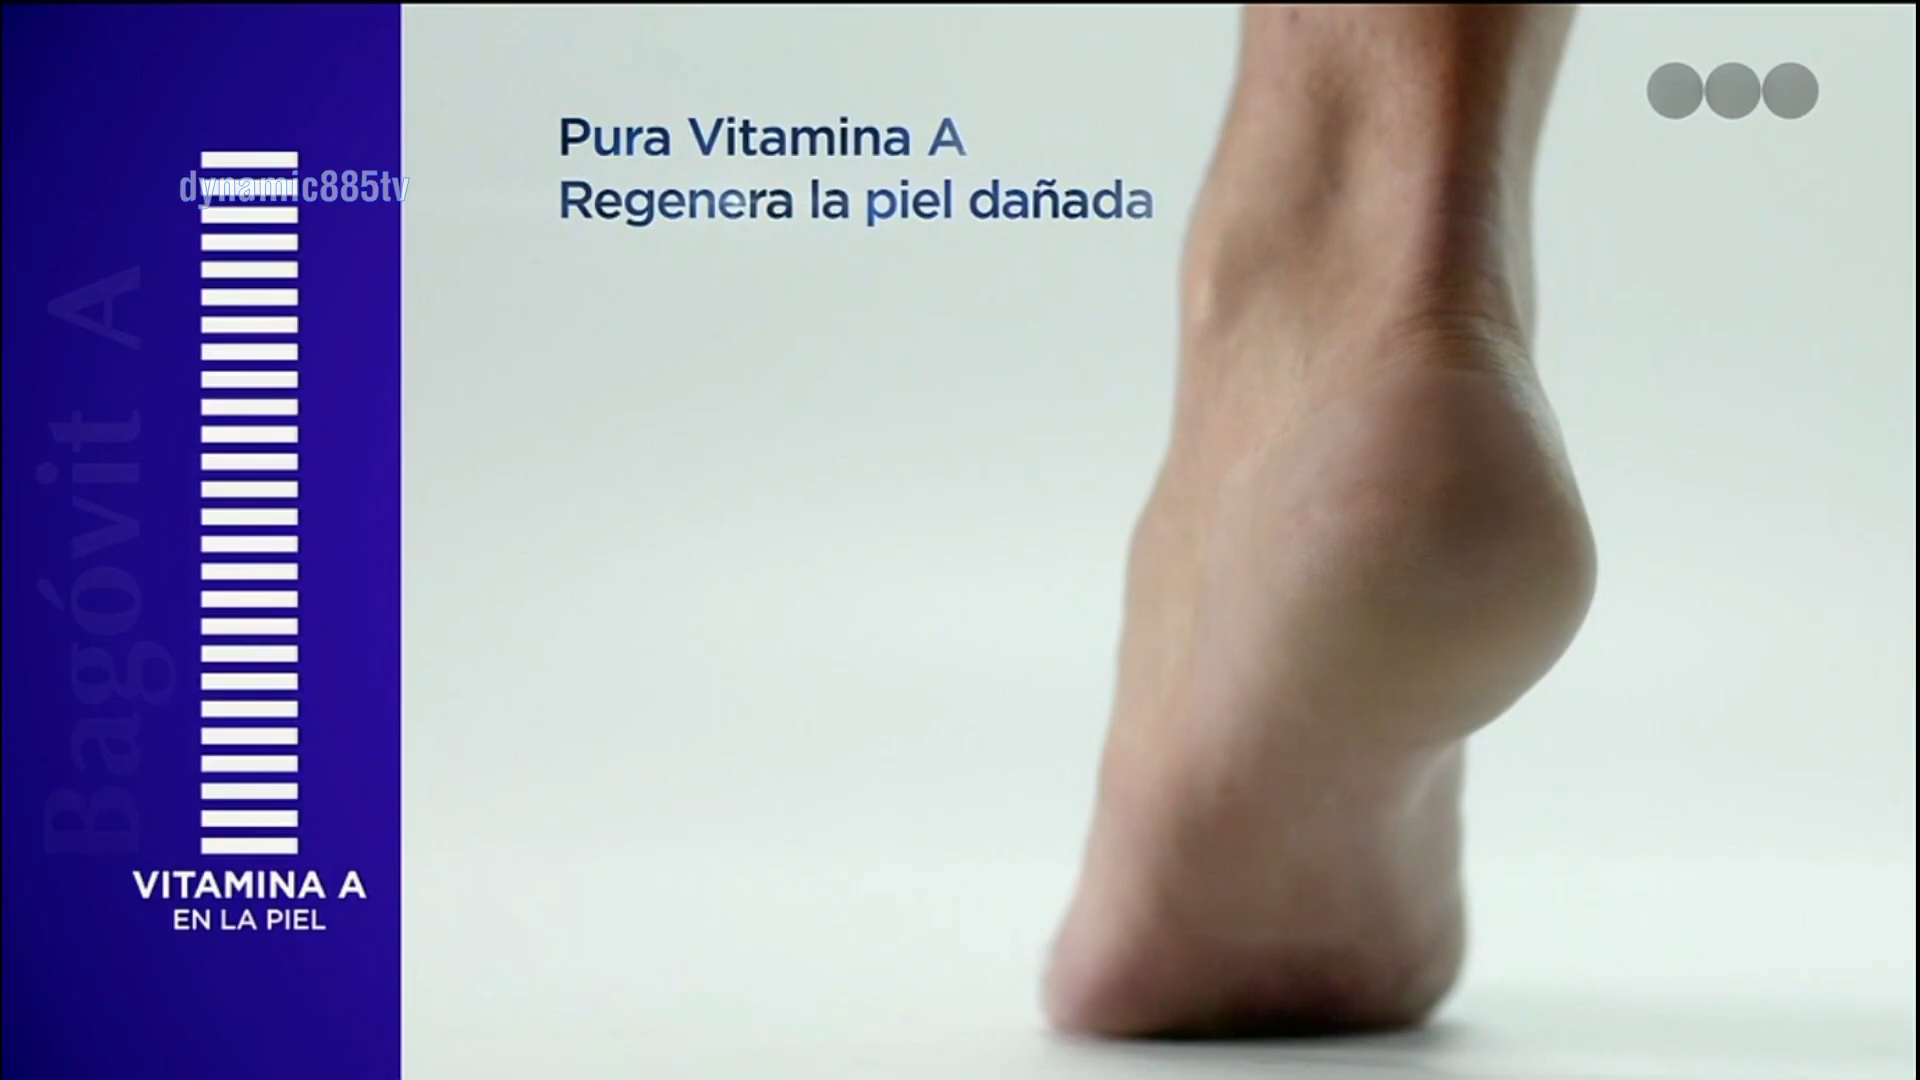 dynamic885tv
Bagóvit A
VITAMINA A
EN LA PIEL
Pura Vitamina A
Regenera la piel dañada